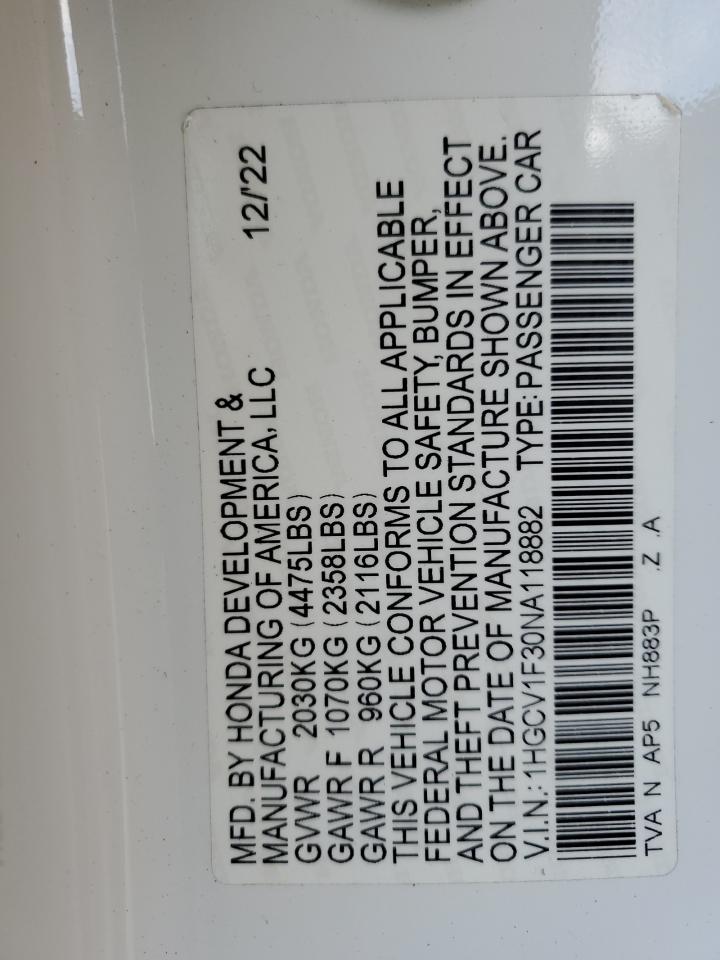 MFD. BY HONDA DEVELOPMENT &
MANUFACTURING OF AMERICA, LLC 12/'22
GVWR 2030KG (4475LBS)
GAWR F 1070KG (2358LBS)
GAWR R 960KG (2116LBS)
THIS VEHICLE CONFORMS TO ALL APPLICABLE
FEDERAL MOTOR VEHICLE SAFETY, BUMPER,
AND THEFT PREVENTION STANDARDS IN EFFECT
ON THE DATE OF MANUFACTURE SHOWN ABOVE.
V.I.N.: 1HGCV1F30NA118882 TYPE: PASSENGER CAR
TVA N AP5 NH883P .Z .A